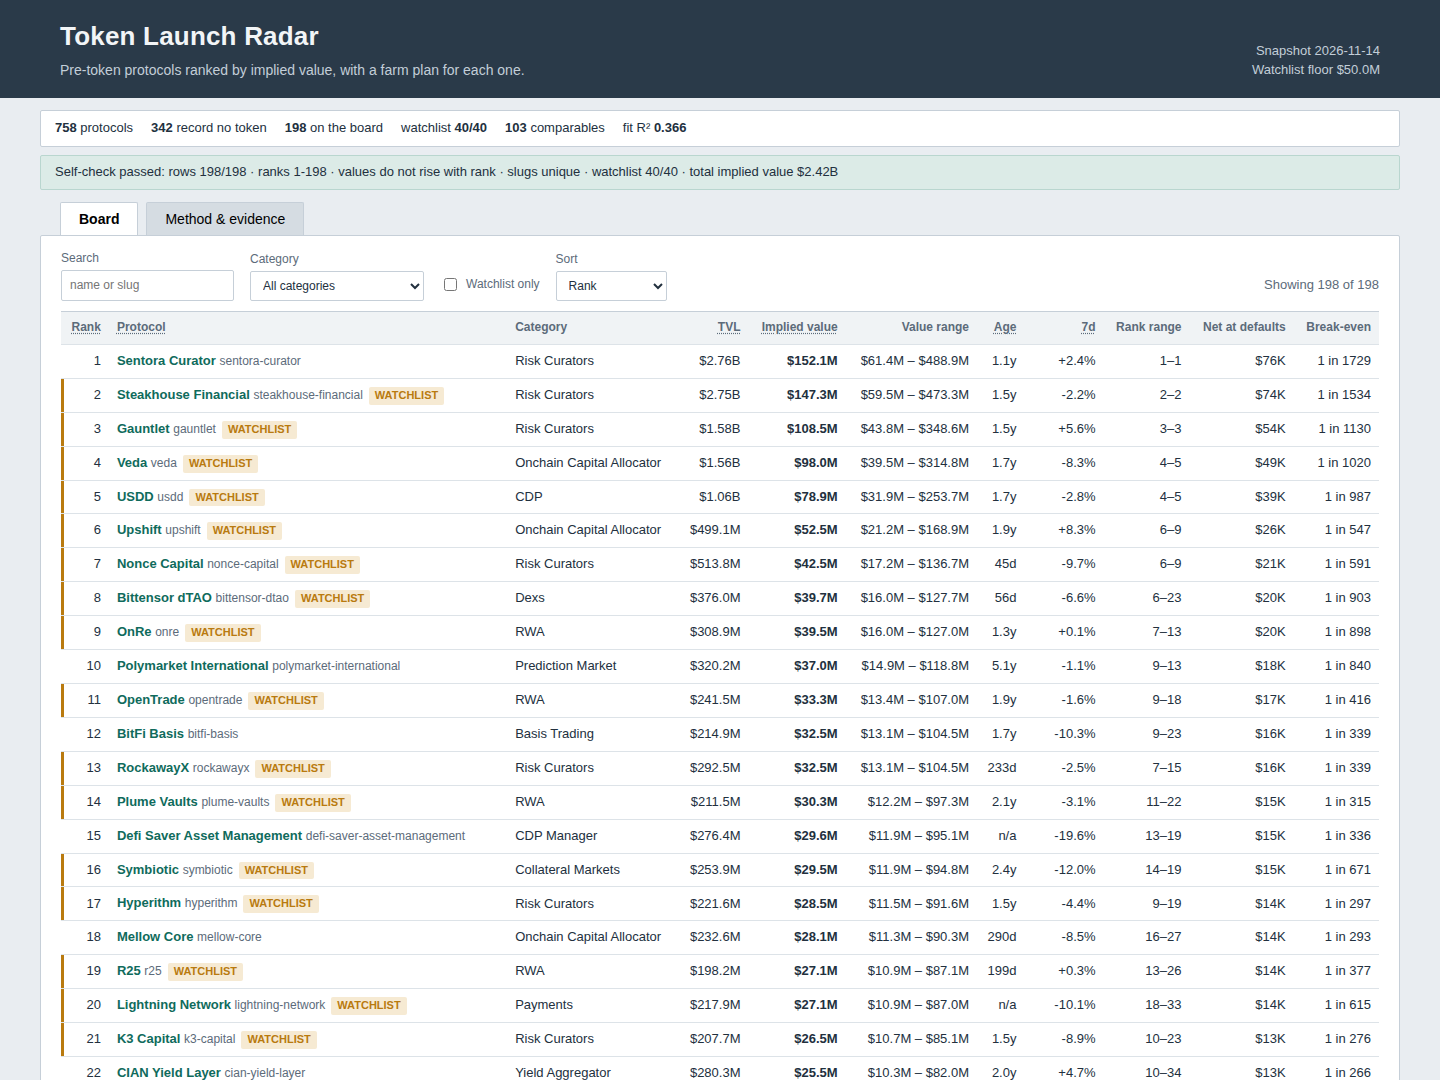 Token Launch Radar
Pre-token protocols ranked by implied value, with a farm plan for each one.
Snapshot 2026-11-14
Watchlist floor $50.0M
758 protocols 342 record no token 198 on the board watchlist 40/40 103 comparables fit R² 0.366
Self-check passed: rows 198/198 · ranks 1-198 · values do not rise with rank · slugs unique · watchlist 40/40 · total implied value $2.42B
Board Method & evidence
Search Category Sort
name or slug All categories Watchlist only Rank Showing 198 of 198
Rank Protocol Category TVL Implied value Value range Age 7d Rank range Net at defaults Break-even
1 Sentora Curator sentora-curator Risk Curators $2.76B $152.1M $61.4M – $488.9M 1.1y +2.4% 1–1 $76K 1 in 1729
2 Steakhouse Financial steakhouse-financial WATCHLIST Risk Curators $2.75B $147.3M $59.5M – $473.3M 1.5y -2.2% 2–2 $74K 1 in 1534
3 Gauntlet gauntlet WATCHLIST Risk Curators $1.58B $108.5M $43.8M – $348.6M 1.5y +5.6% 3–3 $54K 1 in 1130
4 Veda veda WATCHLIST Onchain Capital Allocator $1.56B $98.0M $39.5M – $314.8M 1.7y -8.3% 4–5 $49K 1 in 1020
5 USDD usdd WATCHLIST CDP $1.06B $78.9M $31.9M – $253.7M 1.7y -2.8% 4–5 $39K 1 in 987
6 Upshift upshift WATCHLIST Onchain Capital Allocator $499.1M $52.5M $21.2M – $168.9M 1.9y +8.3% 6–9 $26K 1 in 547
7 Nonce Capital nonce-capital WATCHLIST Risk Curators $513.8M $42.5M $17.2M – $136.7M 45d -9.7% 6–9 $21K 1 in 591
8 Bittensor dTAO bittensor-dtao WATCHLIST Dexs $376.0M $39.7M $16.0M – $127.7M 56d -6.6% 6–23 $20K 1 in 903
9 OnRe onre WATCHLIST RWA $308.9M $39.5M $16.0M – $127.0M 1.3y +0.1% 7–13 $20K 1 in 898
10 Polymarket International polymarket-international Prediction Market $320.2M $37.0M $14.9M – $118.8M 5.1y -1.1% 9–13 $18K 1 in 840
11 OpenTrade opentrade WATCHLIST RWA $241.5M $33.3M $13.4M – $107.0M 1.9y -1.6% 9–18 $17K 1 in 416
12 BitFi Basis bitfi-basis Basis Trading $214.9M $32.5M $13.1M – $104.5M 1.7y -10.3% 9–23 $16K 1 in 339
13 RockawayX rockawayx WATCHLIST Risk Curators $292.5M $32.5M $13.1M – $104.5M 233d -2.5% 7–15 $16K 1 in 339
14 Plume Vaults plume-vaults WATCHLIST RWA $211.5M $30.3M $12.2M – $97.3M 2.1y -3.1% 11–22 $15K 1 in 315
15 Defi Saver Asset Management defi-saver-asset-management CDP Manager $276.4M $29.6M $11.9M – $95.1M n/a -19.6% 13–19 $15K 1 in 336
16 Symbiotic symbiotic WATCHLIST Collateral Markets $253.9M $29.5M $11.9M – $94.8M 2.4y -12.0% 14–19 $15K 1 in 671
17 Hyperithm hyperithm WATCHLIST Risk Curators $221.6M $28.5M $11.5M – $91.6M 1.5y -4.4% 9–19 $14K 1 in 297
18 Mellow Core mellow-core Onchain Capital Allocator $232.6M $28.1M $11.3M – $90.3M 290d -8.5% 16–27 $14K 1 in 293
19 R25 r25 WATCHLIST RWA $198.2M $27.1M $10.9M – $87.1M 199d +0.3% 13–26 $14K 1 in 377
20 Lightning Network lightning-network WATCHLIST Payments $217.9M $27.1M $10.9M – $87.0M n/a -10.1% 18–33 $14K 1 in 615
21 K3 Capital k3-capital WATCHLIST Risk Curators $207.7M $26.5M $10.7M – $85.1M 1.5y -8.9% 10–23 $13K 1 in 276
22 CIAN Yield Layer cian-yield-layer Yield Aggregator $280.3M $25.5M $10.3M – $82.0M 2.0y +4.7% 10–34 $13K 1 in 266